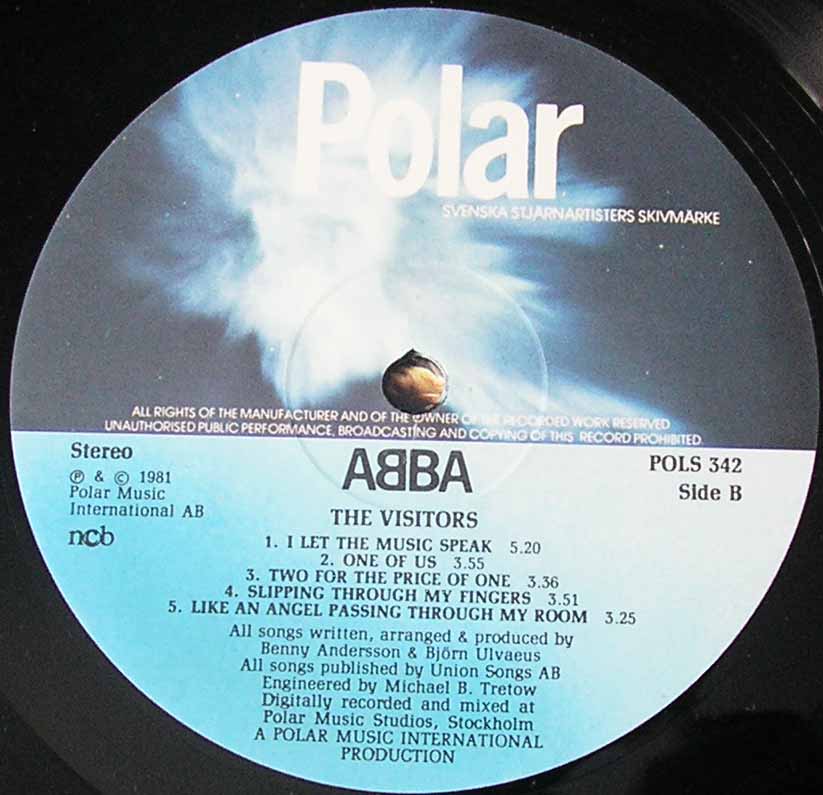 Polar
SVENSKA STJÄRNARTISTERS SKIVMÄRKE
ALL RIGHTS OF THE MANUFACTURER AND OF THE OWNER OF THE RECORDED WORK RESERVED
UNAUTHORISED PUBLIC PERFORMANCE, BROADCASTING AND COPYING OF THIS RECORD PROHIBITED.
Stereo
℗ & © 1981
Polar Music
International AB
ncb
ABBA
POLS 342
Side B
THE VISITORS
1. I LET THE MUSIC SPEAK 5.20
2. ONE OF US 3.55
3. TWO FOR THE PRICE OF ONE 3.36
4. SLIPPING THROUGH MY FINGERS 3.51
5. LIKE AN ANGEL PASSING THROUGH MY ROOM 3.25
All songs written, arranged & produced by
Benny Andersson & Björn Ulvaeus
All songs published by Union Songs AB
Engineered by Michael B. Tretow
Digitally recorded and mixed at
Polar Music Studios, Stockholm
A POLAR MUSIC INTERNATIONAL
PRODUCTION